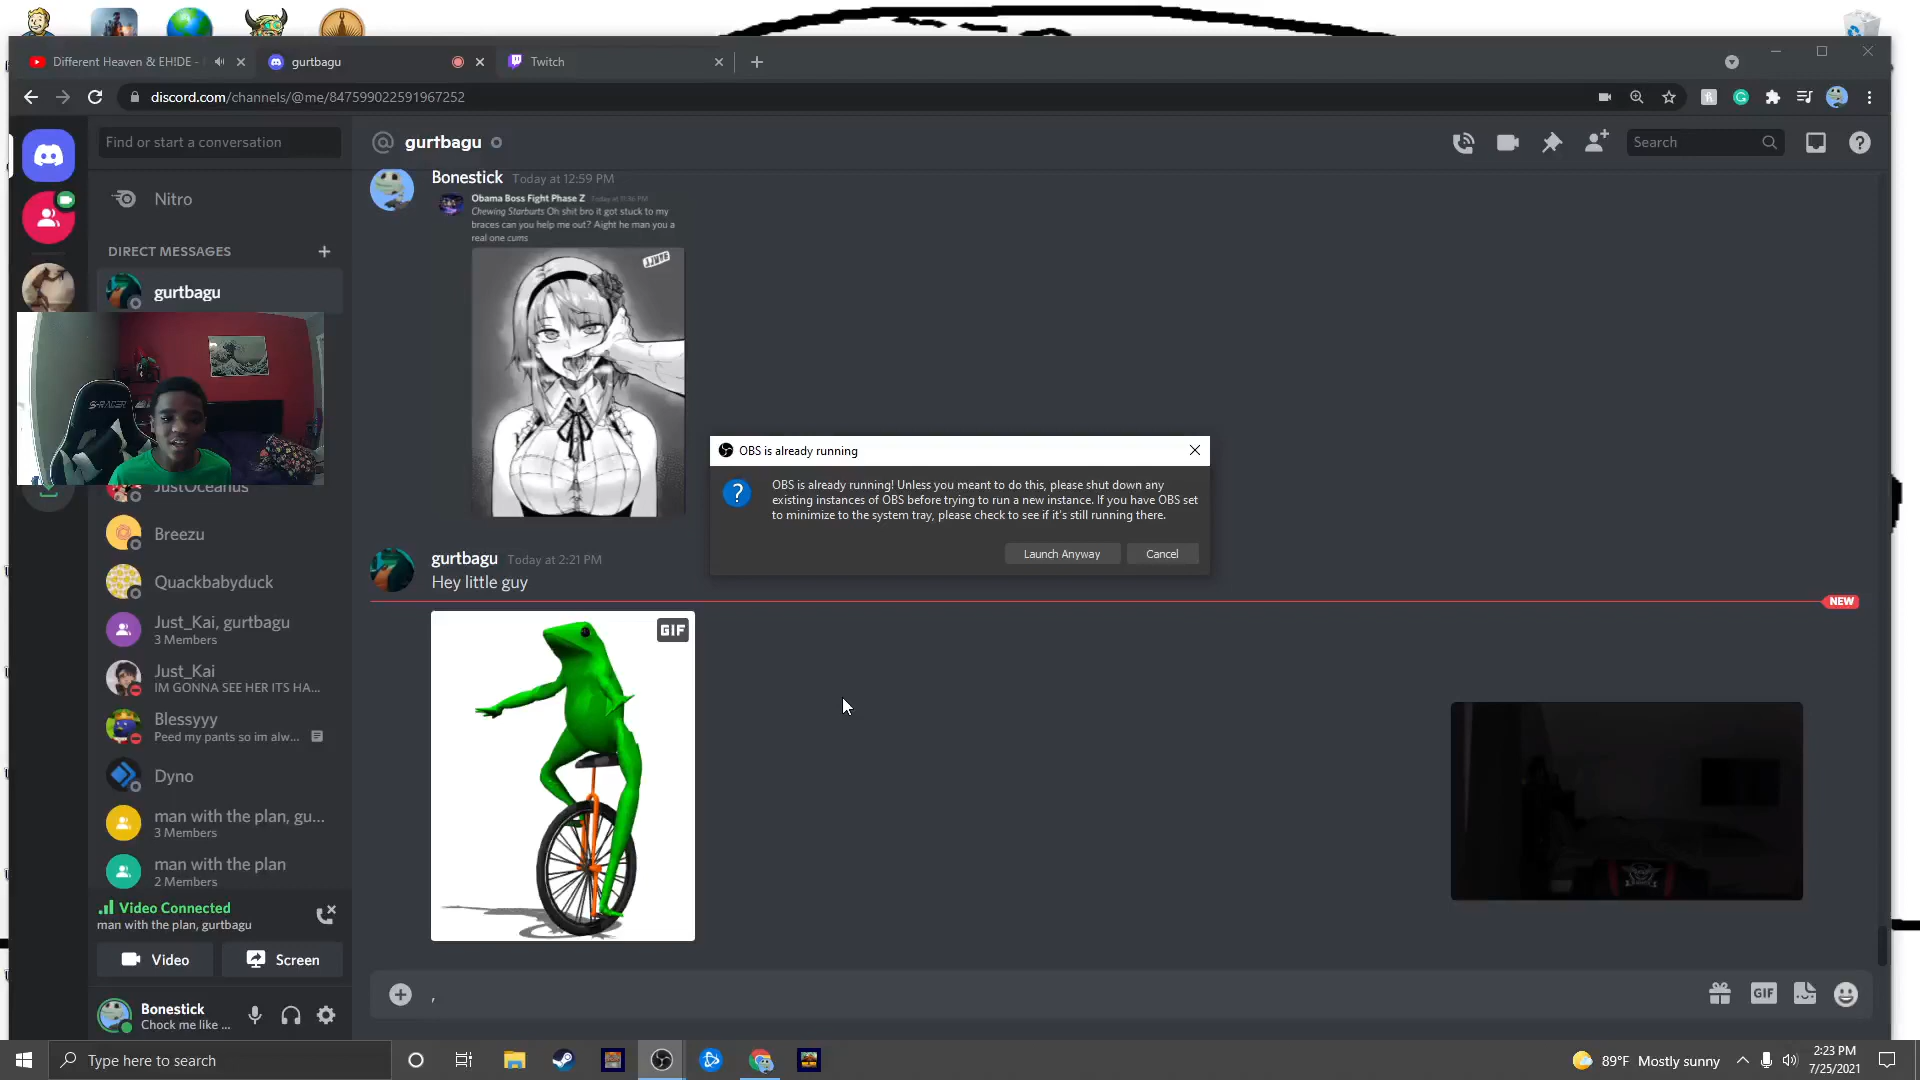 Different Heaven & EH!DE -
gurtbagu
Twitch
discord.com/channels/@me/847599022591967252
Find or start a conversation
gurtbagu
Search
Nitro
DIRECT MESSAGES
gurtbagu
S-RACER
JustOceanus
Breezu
Quackbabyduck
Just_Kai, gurtbagu
3 Members
Just_Kai
IM GONNA SEE HER ITS HA...
Blessyyy
Peed my pants so im alw...
Dyno
man with the plan, gu...
3 Members
man with the plan
2 Members
Video Connected
man with the plan, gurtbagu
Video
Screen
Bonestick
Chock me like ...
Bonestick Today at 12:59 PM
Obama Boss Fight Phase Z
Chewing Starburts Oh shit bro it got stuck to my
braces can you help me out? Aight he man you a
real one cums
gurtbagu Today at 2:21 PM
Hey little guy
NEW
GIF
OBS is already running
OBS is already running! Unless you meant to do this, please shut down any
existing instances of OBS before trying to run a new instance. If you have OBS set
to minimize to the system tray, please check to see if it's still running there.
Launch Anyway
Cancel
,
GIF
Type here to search
89°F Mostly sunny
2:23 PM
7/25/2021